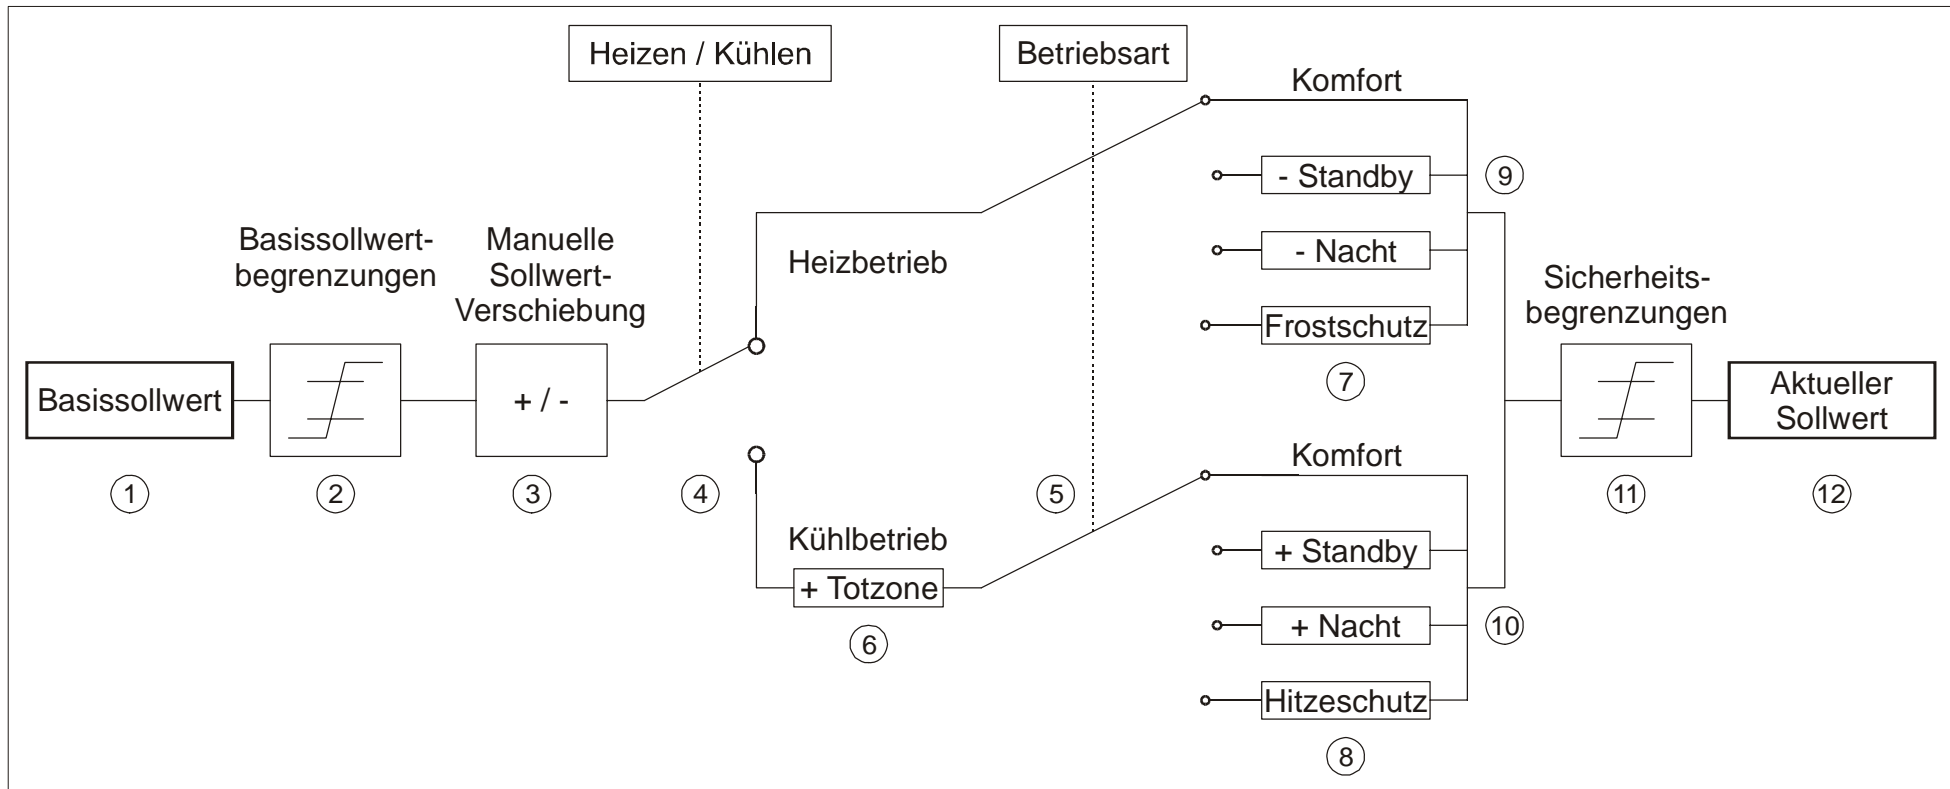 Heizen / Kühlen
Betriebsart
Komfort
- Standby
9
- Nacht
Frostschutz
7
Basissollwert-
begrenzungen
Manuelle
Sollwert-
Verschiebung
Heizbetrieb
Sicherheits-
begrenzungen
Basissollwert
+ / -
Aktueller
Sollwert
1
2
3
4
5
11
12
Komfort
Kühlbetrieb
+ Totzone
6
+ Standby
+ Nacht
10
Hitzeschutz
8